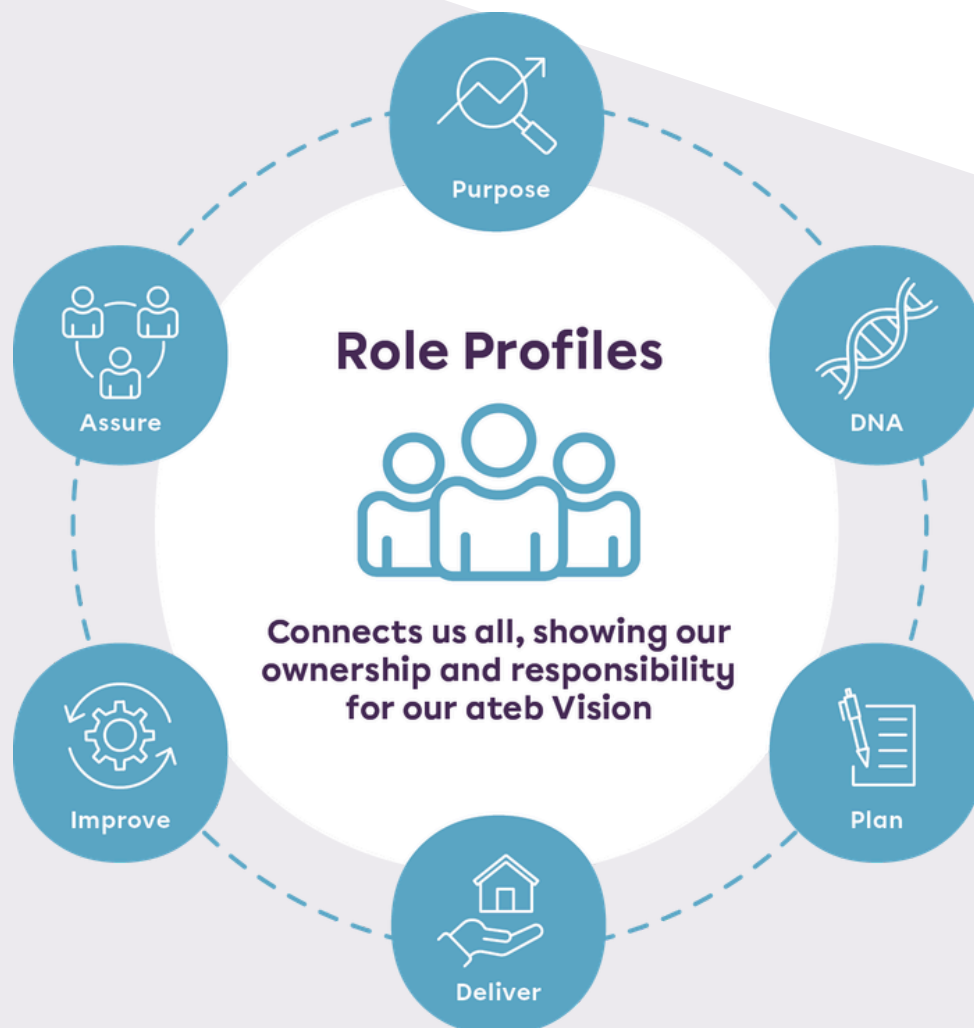 Purpose
DNA
Plan
Deliver
Improve
Assure
Role Profiles
Connects us all, showing our
ownership and responsibility
for our ateb Vision